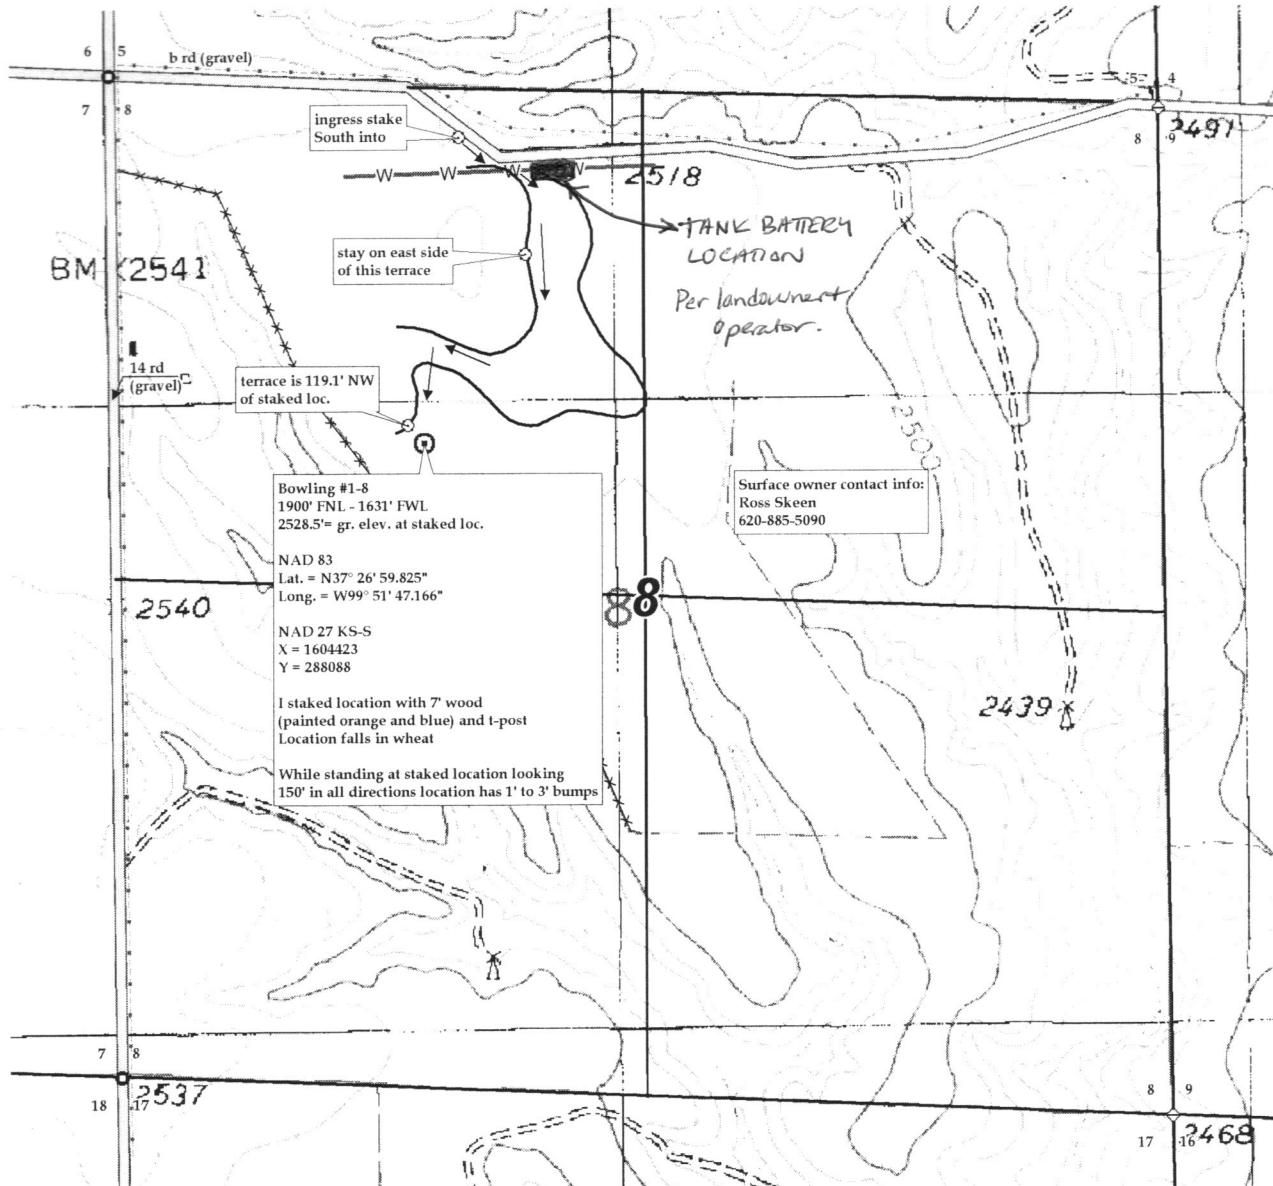 6 5
b rd (gravel)
7 8
5 4
8 9
2491
ingress stake
South into
W W W W
2518
TANK BATTERY
LOCATION
Per landowner +
operator.
stay on east side
of this terrace
BM X2541
14 rd
(gravel)
terrace is 119.1' NW
of staked loc.
2500
Bowling #1-8
1900' FNL - 1631' FWL
2528.5'= gr. elev. at staked loc.
NAD 83
Lat. = N37° 26' 59.825"
Long. = W99° 51' 47.166"
NAD 27 KS-S
X = 1604423
Y = 288088
I staked location with 7' wood
(painted orange and blue) and t-post
Location falls in wheat
While standing at staked location looking
150' in all directions location has 1' to 3' bumps
Surface owner contact info:
Ross Skeen
620-885-5090
2540
8 8
2439
7 8
2537
18 17
8 9
17 16
2468